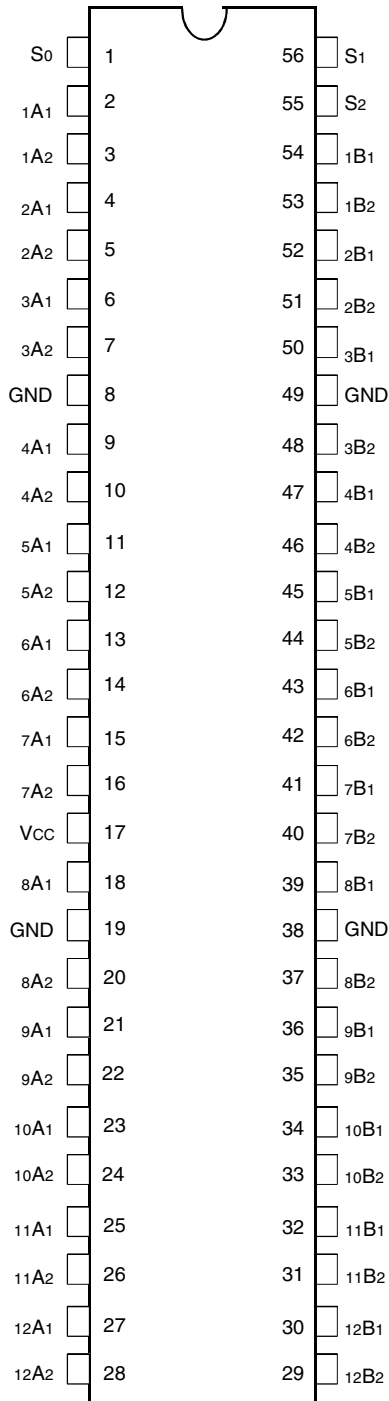 S0 1 56 S1
1A1 2 55 S2
1A2 3 54 1B1
2A1 4 53 1B2
2A2 5 52 2B1
3A1 6 51 2B2
3A2 7 50 3B1
GND 8 49 GND
4A1 9 48 3B2
4A2 10 47 4B1
5A1 11 46 4B2
5A2 12 45 5B1
6A1 13 44 5B2
6A2 14 43 6B1
7A1 15 42 6B2
7A2 16 41 7B1
VCC 17 40 7B2
8A1 18 39 8B1
GND 19 38 GND
8A2 20 37 8B2
9A1 21 36 9B1
9A2 22 35 9B2
10A1 23 34 10B1
10A2 24 33 10B2
11A1 25 32 11B1
11A2 26 31 11B2
12A1 27 30 12B1
12A2 28 29 12B2